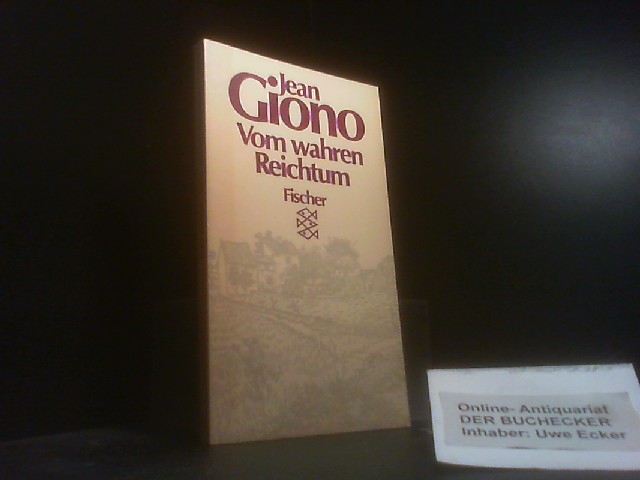 Jean
Giono
Vom wahren
Reichtum
Fischer
Online- Antiquariat
DER BUCHECKER
Inhaber: Uwe Ecker